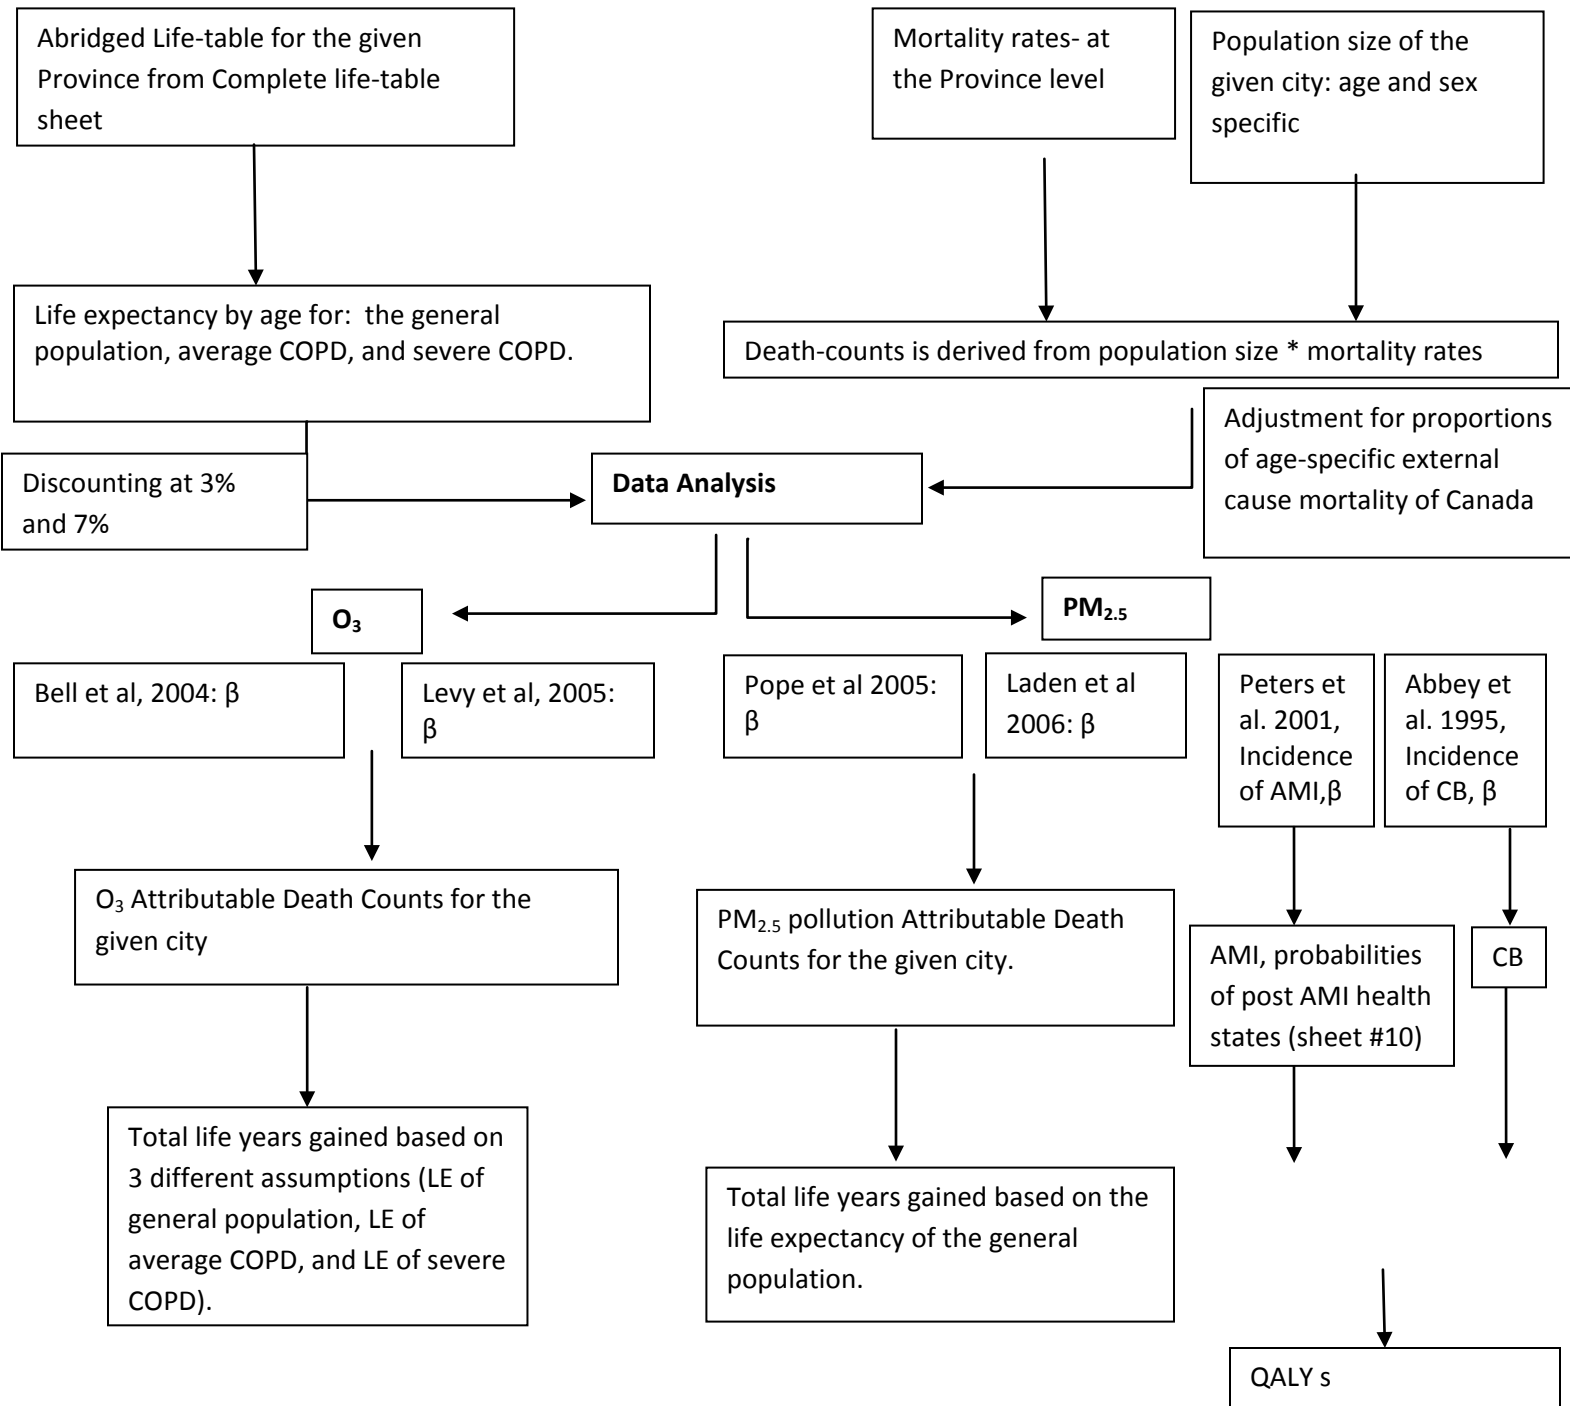 Abridged Life-table for the given
Province from Complete life-table
sheet
Mortality rates- at
the Province level
Population size of the
given city: age and sex
specific
Life expectancy by age for:  the general
population, average COPD, and severe COPD.
Death-counts is derived from population size * mortality rates
Adjustment for proportions
of age-specific external
cause mortality of Canada
Discounting at 3%
and 7%
Data Analysis
O₃
PM₂.₅
Bell et al, 2004: β
Levy et al, 2005:
β
Pope et al 2005:
β
Laden et al
2006: β
Peters et
al. 2001,
Incidence
of AMI,β
Abbey et
al. 1995,
Incidence
of CB, β
O₃ Attributable Death Counts for the
given city
PM₂.₅ pollution Attributable Death
Counts for the given city.
AMI, probabilities
of post AMI health
states (sheet #10)
CB
Total life years gained based on
3 different assumptions (LE of
general population, LE of
average COPD, and LE of severe
COPD).
Total life years gained based on the
life expectancy of the general
population.
QALY s